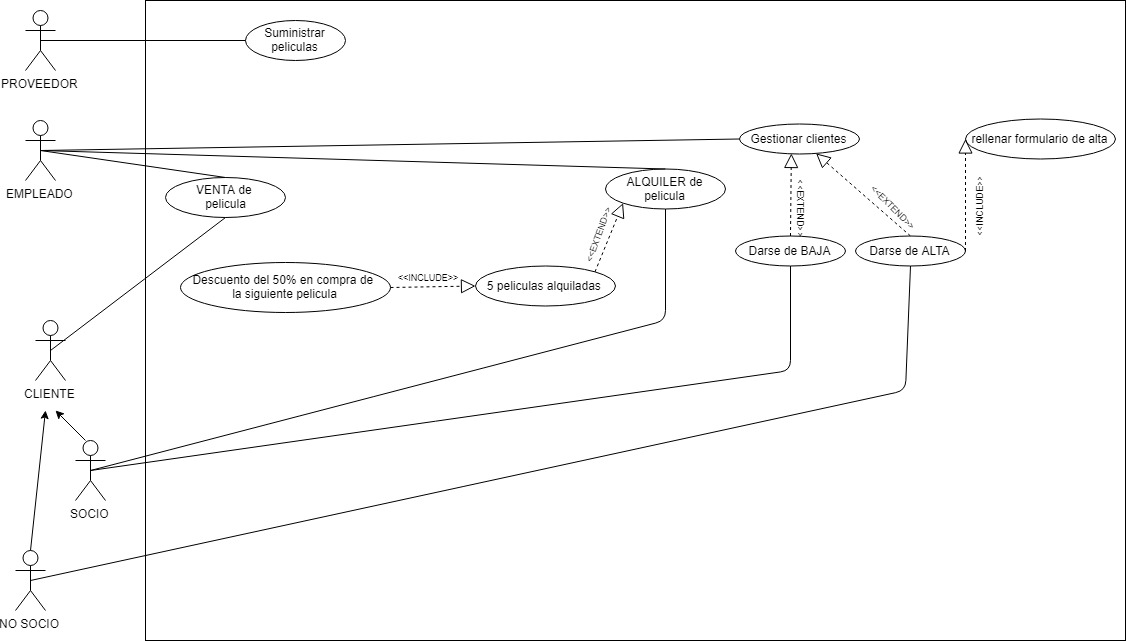 Suministrar
peliculas
PROVEEDOR
EMPLEADO
Gestionar clientes
rellenar formulario de alta
VENTA de
pelicula
ALQUILER de
pelicula
<<EXTEND>>
<<EXTEND>>
<<INCLUDE>>
<<EXTEND>>
Darse de BAJA
Darse de ALTA
Descuento del 50% en compra de
la siguiente pelicula
<<INCLUDE>>
5 peliculas alquiladas
CLIENTE
SOCIO
NO SOCIO